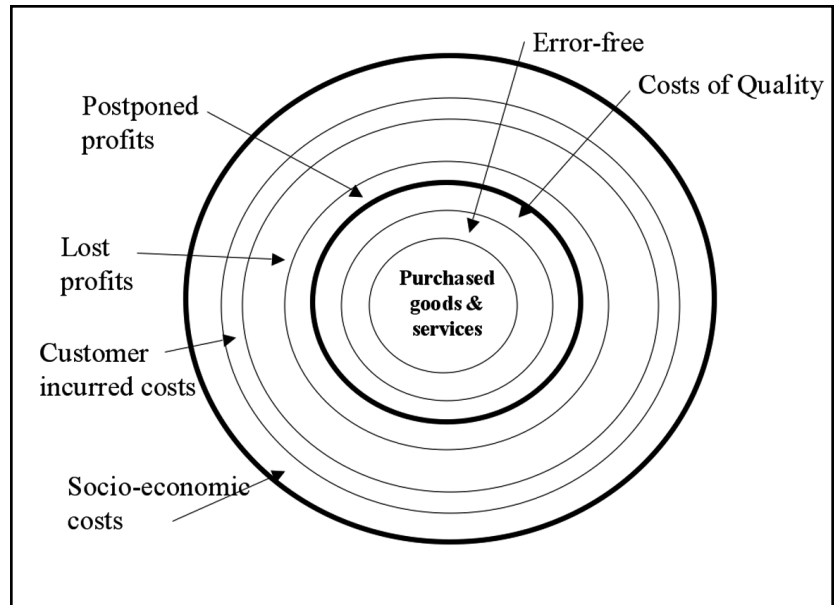 Error-free
Costs of Quality
Postponed
profits
Lost
profits
Purchased
goods &
services
Customer
incurred costs
Socio-economic
costs